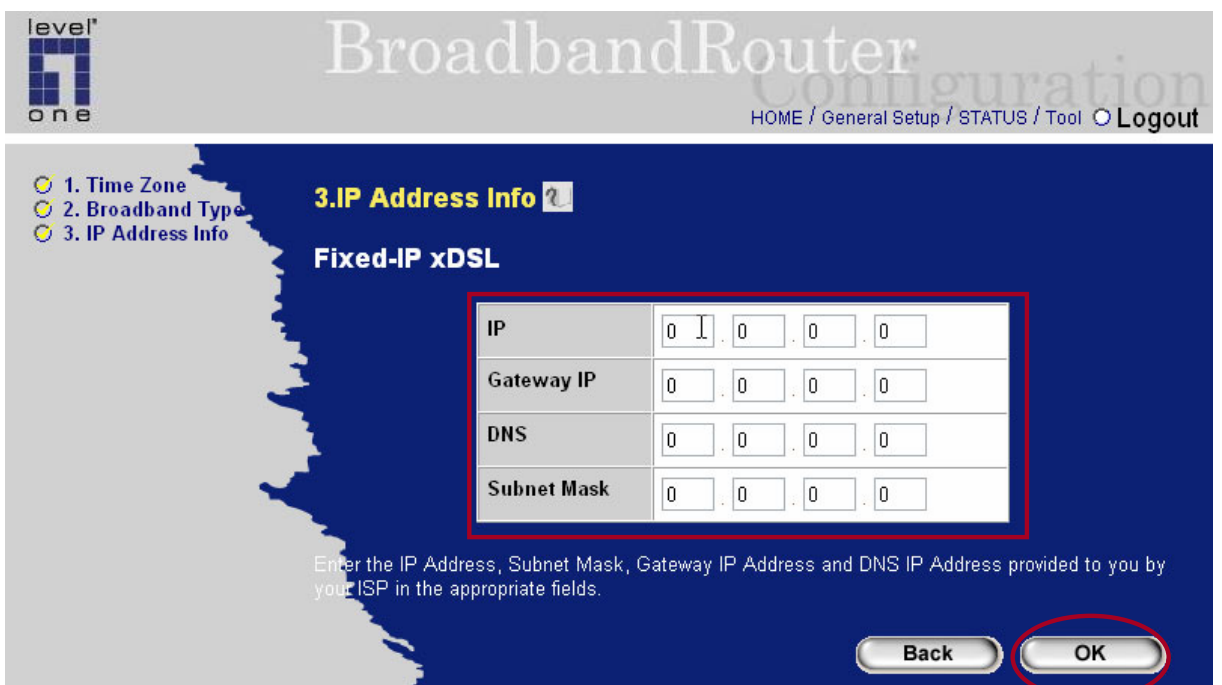 level
one
BroadbandRouter
Configuration
HOME / General Setup / STATUS / Tool Logout
1. Time Zone
2. Broadband Type
3. IP Address Info
3.IP Address Info
Fixed-IP xDSL
IP 0 . 0 . 0 . 0
Gateway IP 0 . 0 . 0 . 0
DNS 0 . 0 . 0 . 0
Subnet Mask 0 . 0 . 0 . 0
Enter the IP Address, Subnet Mask, Gateway IP Address and DNS IP Address provided to you by
your ISP in the appropriate fields.
Back OK